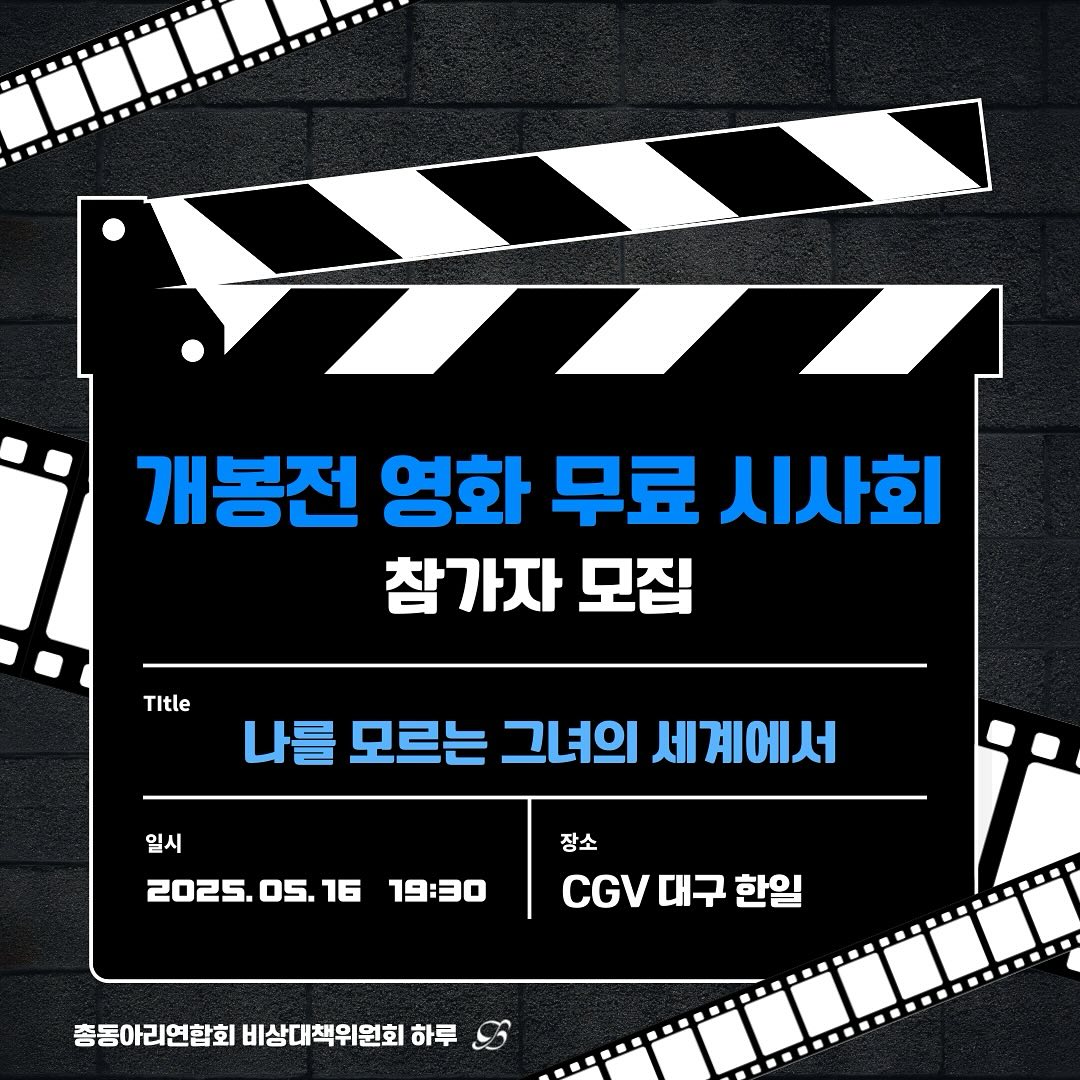 개봉전 영화 무료 시사회
참가자 모집
TItle
나를 모르는 그녀의 세계에서
일시
2025.05.16 19:30
장소
CGV 대구 한일
총동아리연합회 비상대책위원회 하루